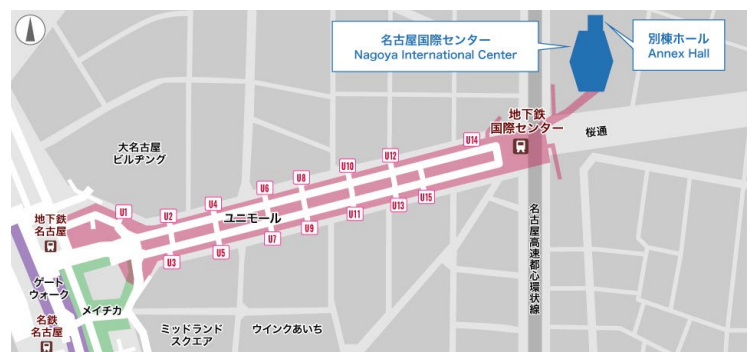 名古屋国際センター
Nagoya International Center
別棟ホール
Annex Hall
地下鉄
国際センター
桜通
大名古屋
ビルヂング
U14
U12
U10
U8
U6
U4
U2
U1
ユニモール
地下鉄
名古屋
U3
U5
U7
U9
U11
U13
U15
名古屋高速都心環状線
ゲート
ウォーク
メイチカ
名鉄
名古屋
ミッドランド
スクエア
ウインクあいち